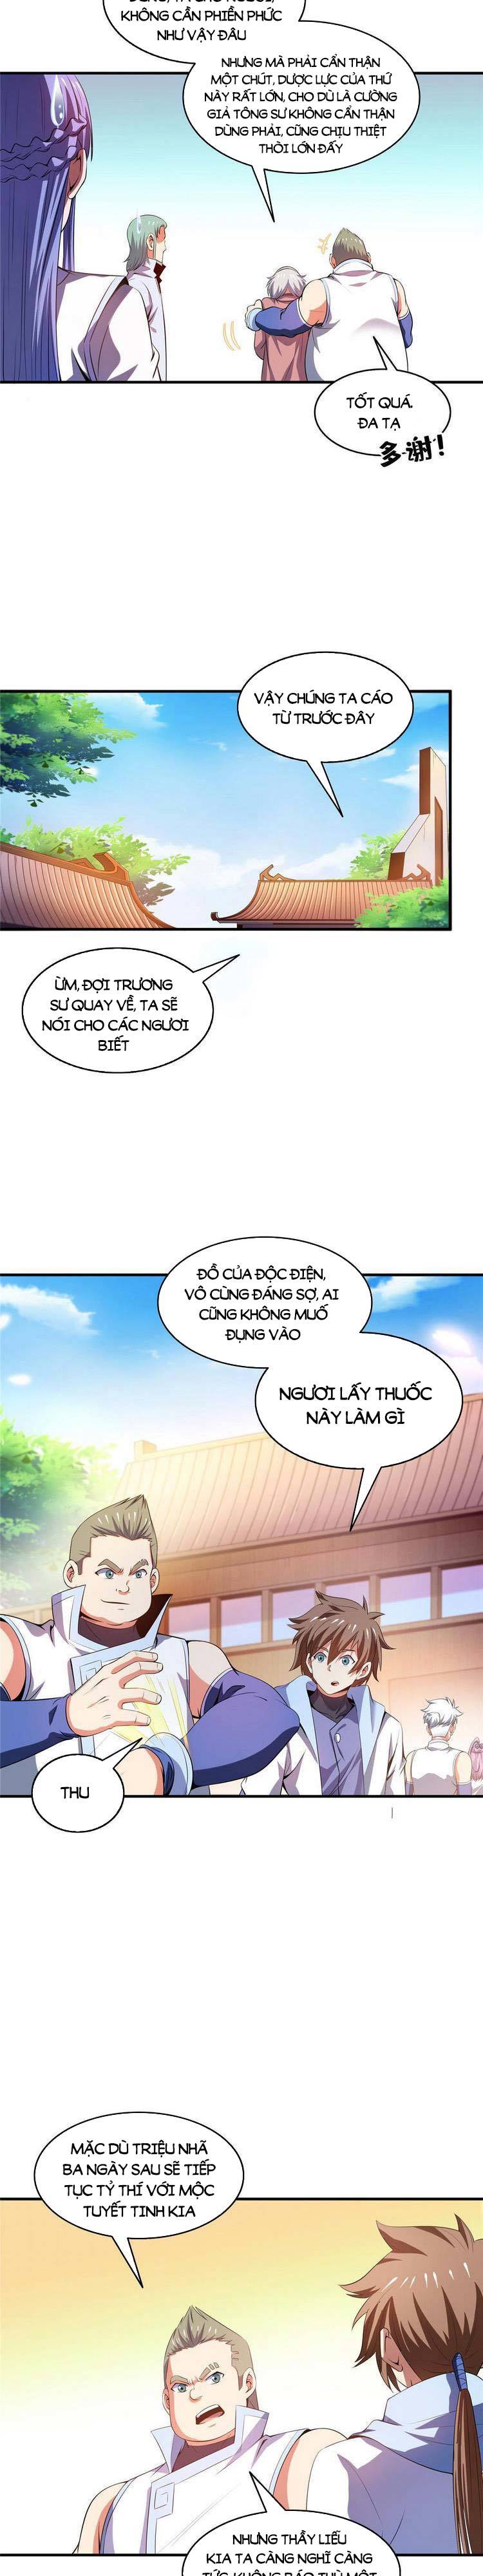 KHÔNG CẦN PHIỀN PHỨC
NHƯ VẬY ĐÂU
NHƯNG MÀ PHẢI CẨN THẬN
MỘT CHÚT, DƯỢC LỰC CỦA THỨ
NÀY RẤT LỚN, CHO DÙ LÀ CƯỜNG
GIẢ TÔNG SƯ KHÔNG CẨN THẬN
DÙNG PHẢI, CŨNG CHỊU THIỆT
THÒI LỚN ĐẤY
TỐT QUÁ.
ĐA TẠ
多谢!
VẬY CHÚNG TA CÁO
TỪ TRƯỚC ĐÂY
ỪM, ĐỢI TRƯƠNG
SƯ QUAY VỀ, TA SẼ
NÓI CHO CÁC NGƯƠI
BIẾT
ĐỒ CỦA ĐỘC ĐIỆN,
VÔ CÙNG ĐÁNG SỢ, AI
CŨNG KHÔNG MUỐ
ĐỤNG VÀO
NGƯƠI LẤY THUỐC
NÀY LÀM GÌ
THU
MẶC DÙ TRIỆU NHÃ
BA NGÀY SAU SẼ TIẾP
TỤC TỶ THÍ VỚI MỘC
TUYẾT TINH KIA
NHƯNG THẦY LIỄU
KIA TA CÀNG NGHĨ CÀNG
TỨC, KHÔNG BÁO THÙ MỘT